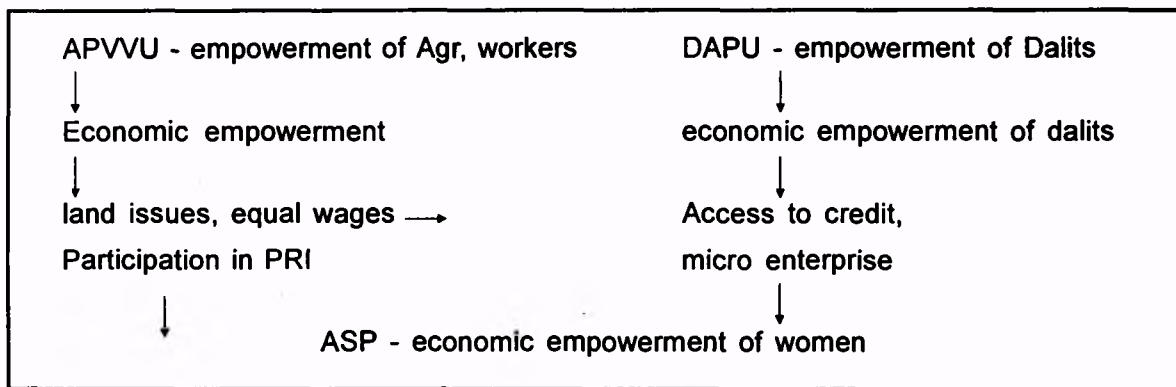 APVVU - empowerment of Agr, workers
DAPU - empowerment of Dalits
Economic empowerment
economic empowerment of dalits
land issues, equal wages →
Access to credit,
Participation in PRI
micro enterprise
ASP - economic empowerment of women